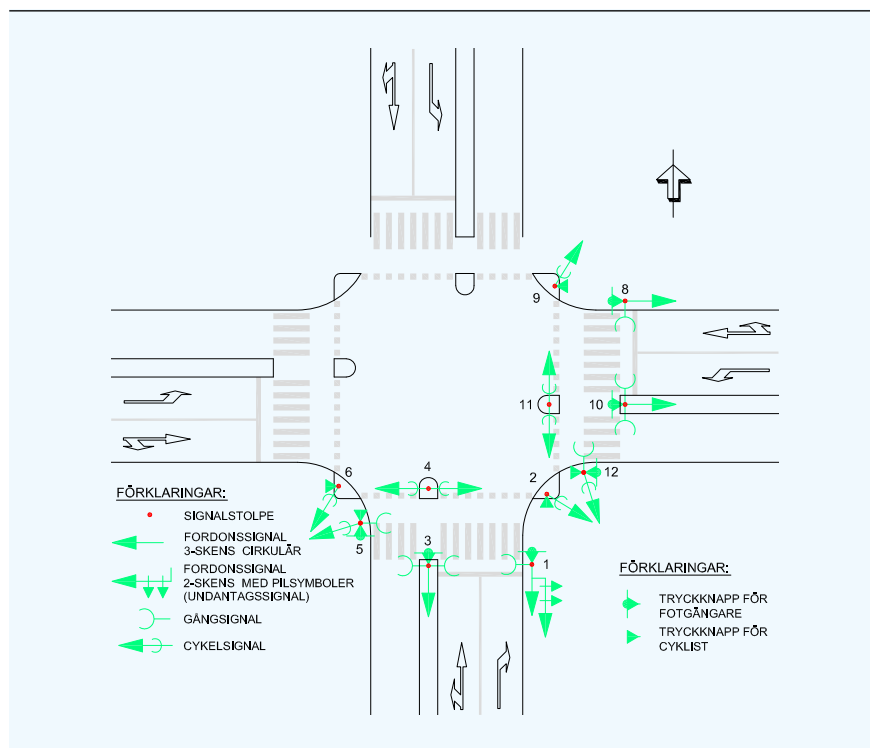 9
8
11
10
4
6
2
12
5
3
1
FÖRKLARINGAR:
SIGNALSTOLPE
FORDONSSIGNAL
3-SKENS CIRKULÄR
FORDONSSIGNAL
2-SKENS MED PILSYMBOLER
(UNDANTAGSSIGNAL)
GÅNGSIGNAL
CYKELSIGNAL
FÖRKLARINGAR:
TRYCKKNAPP FÖR
FOTGÄNGARE
TRYCKKNAPP FÖR
CYKLIST